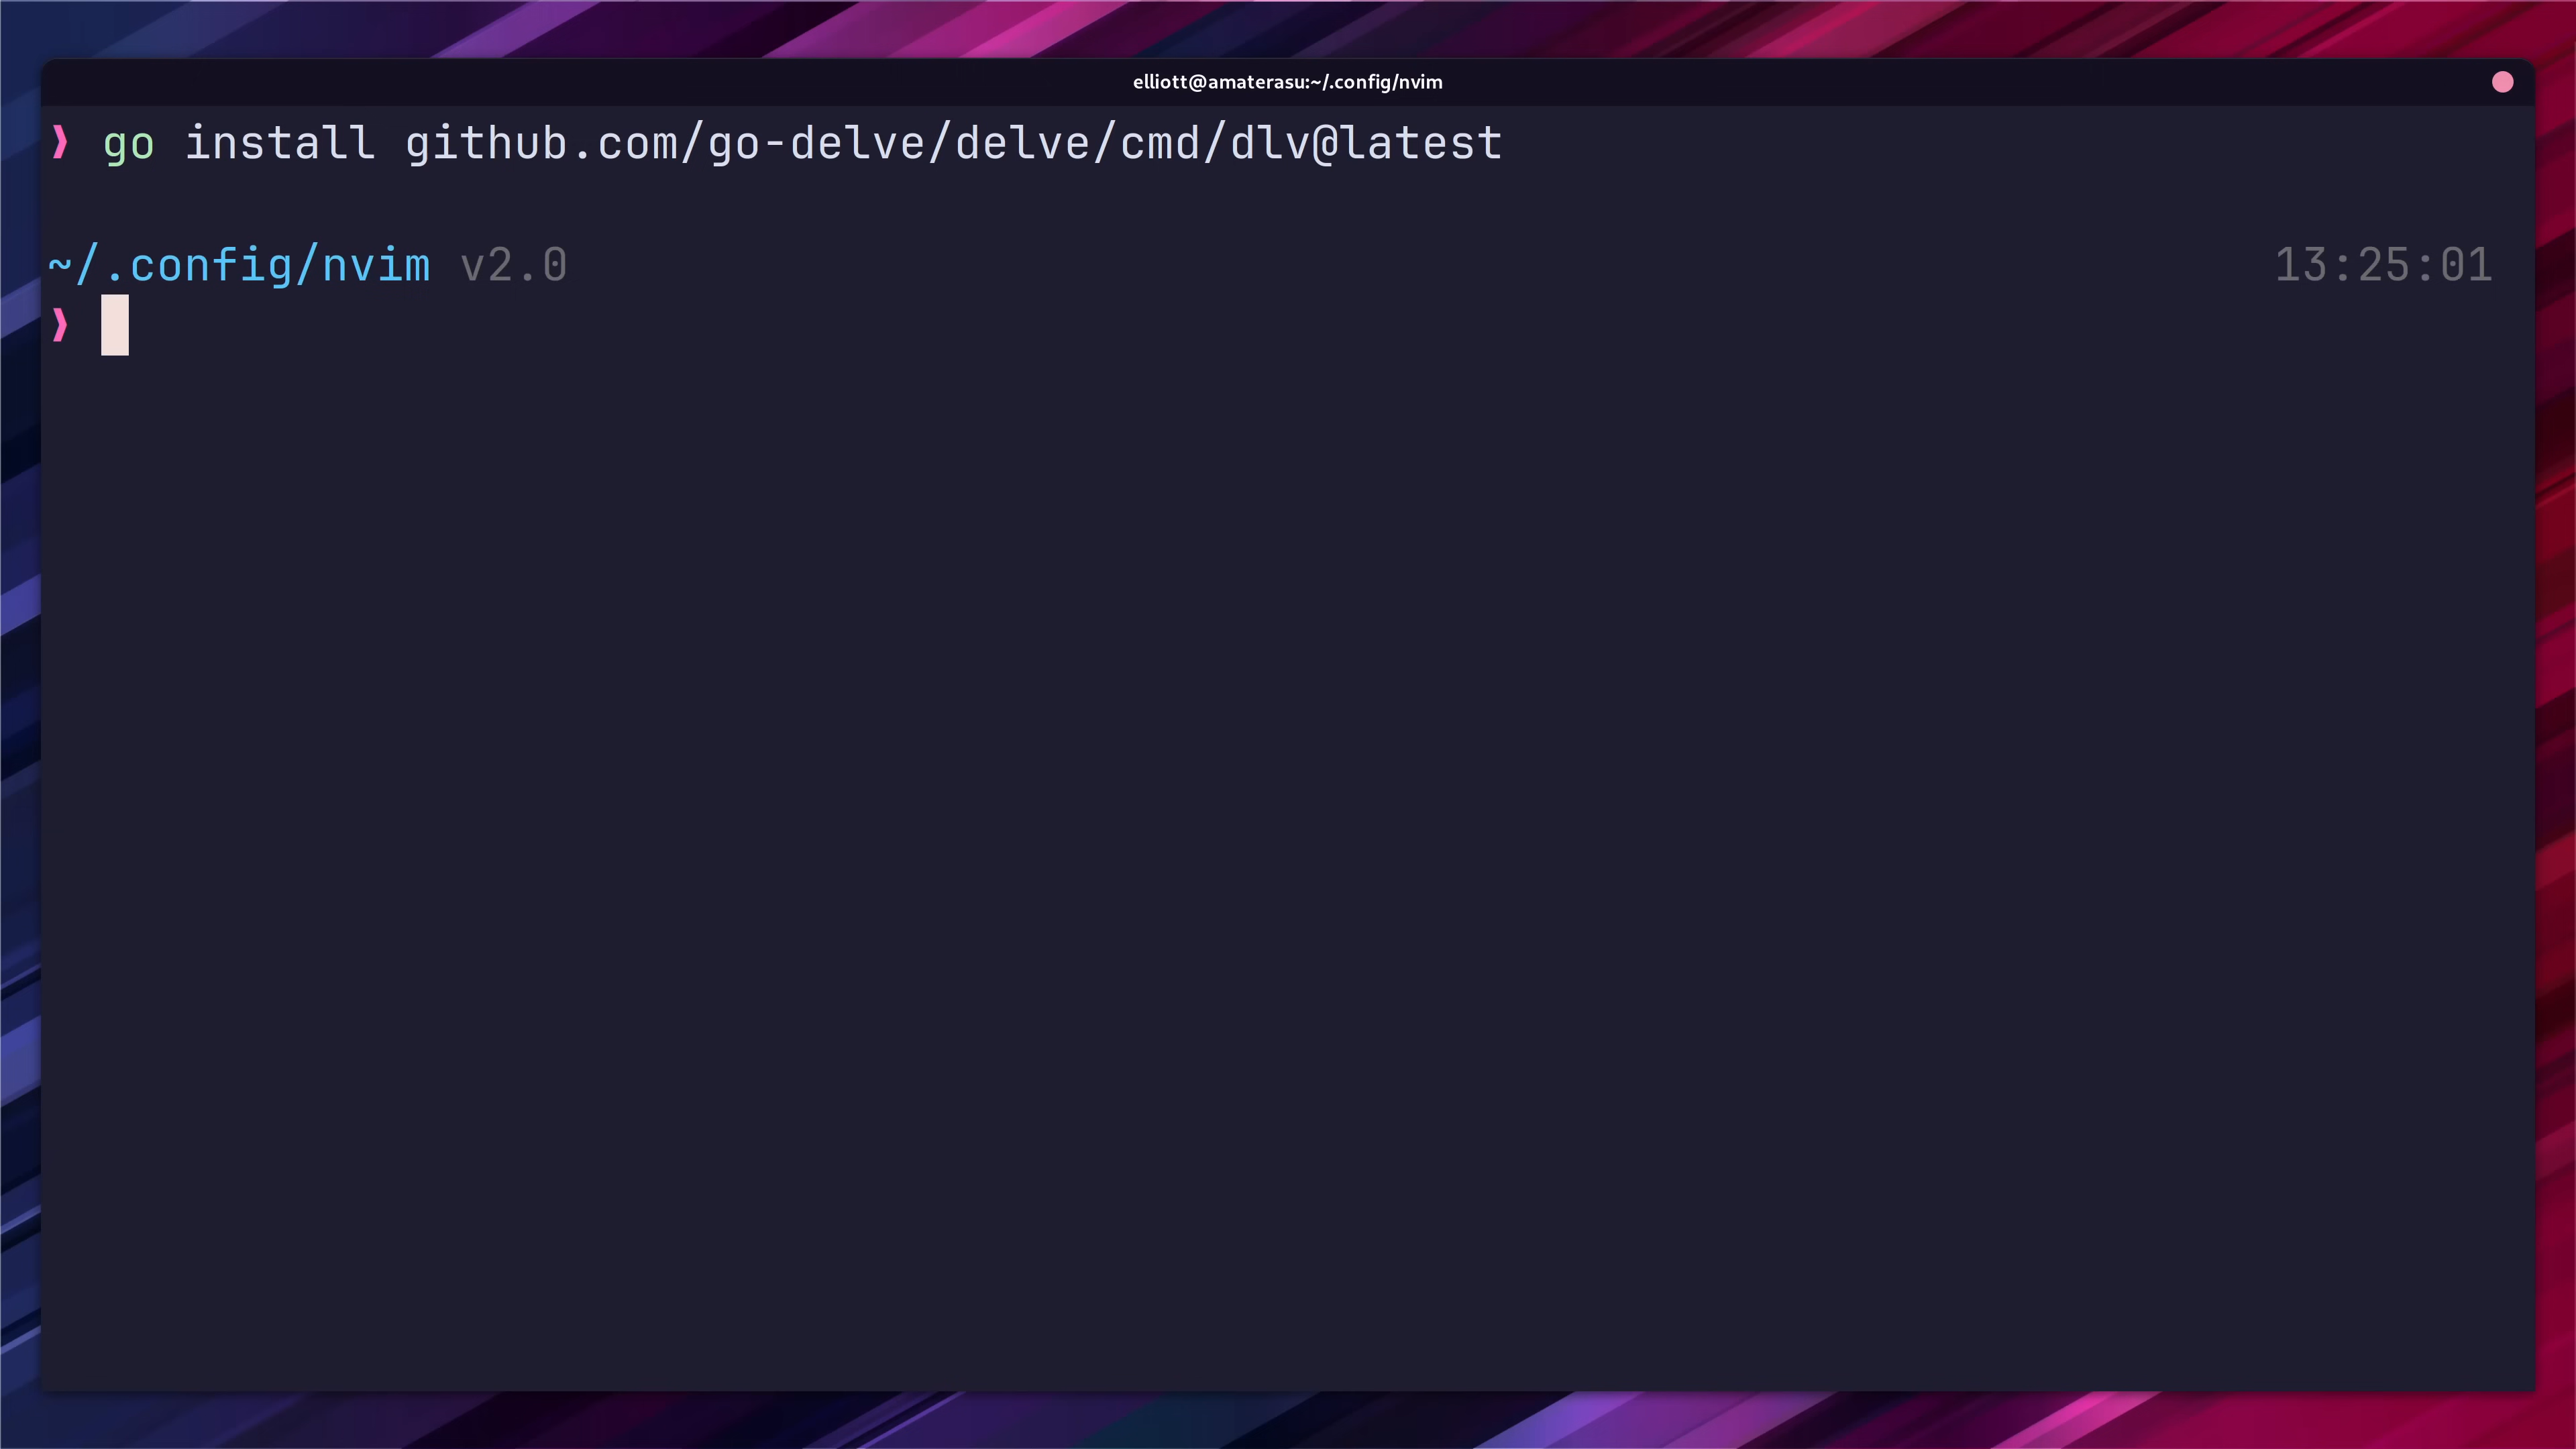 elliott@amaterasu:~/.config/nvim
❯ go install github.com/go-delve/delve/cmd/dlv@latest
~/.config/nvim v2.0 13:25:01
❯